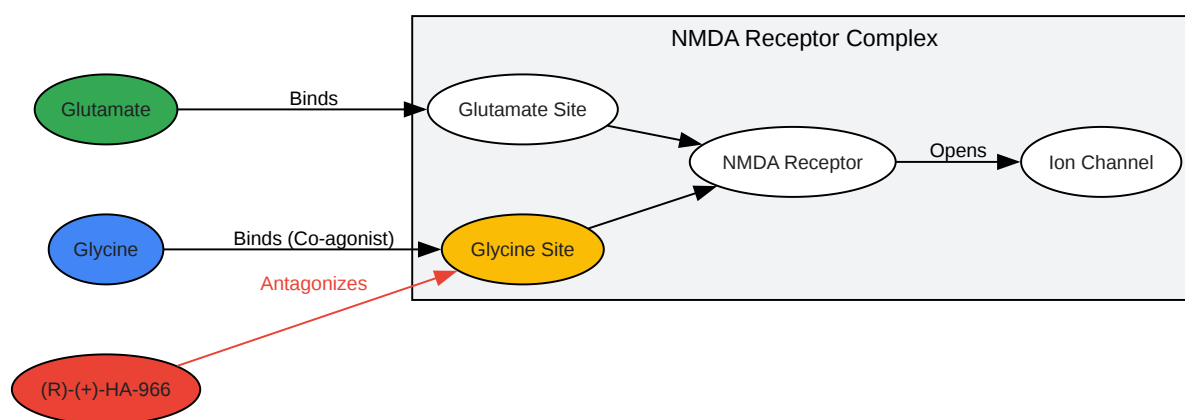 NMDA Receptor Complex
Glutamate
Binds
Glutamate Site
NMDA Receptor
Opens
Ion Channel
Glycine
Binds (Co-agonist)
Glycine Site
Antagonizes
(R)-(+)-HA-966